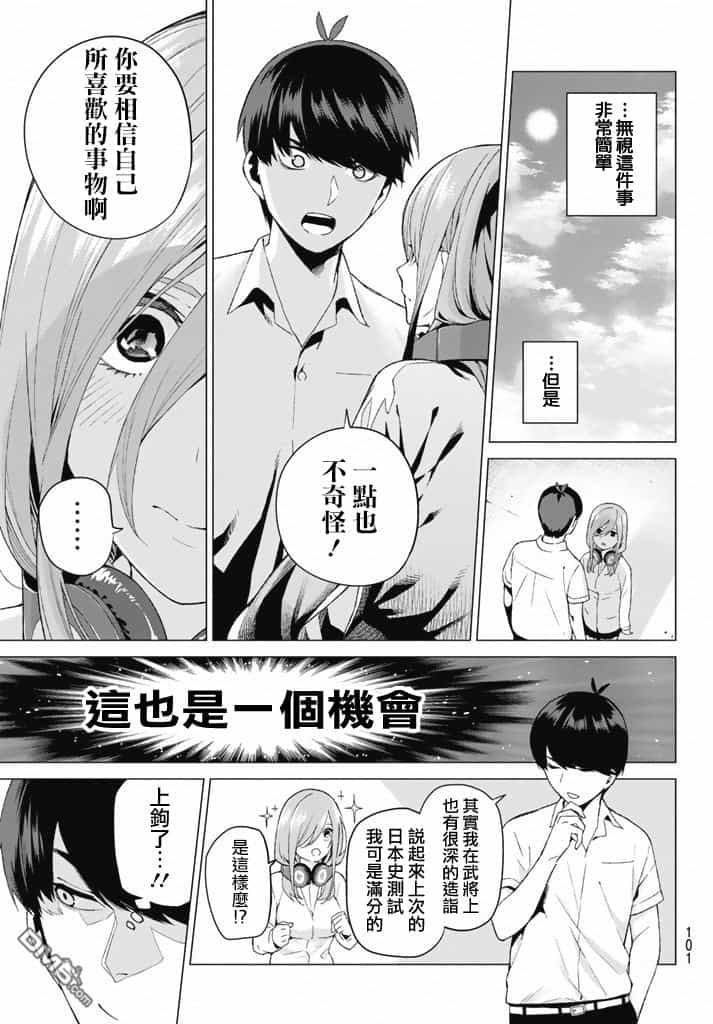 …無視這件事
非常簡單
…但是
一點也
不奇怪！
你要相信自己
所喜歡的事物啊
……
這也是一個機會
其實我在武將上
也有很深的造詣
說起來上次的
日本史測試
我可是滿分的
是這樣麼!?
上鉤了…!!
101
DM5.com